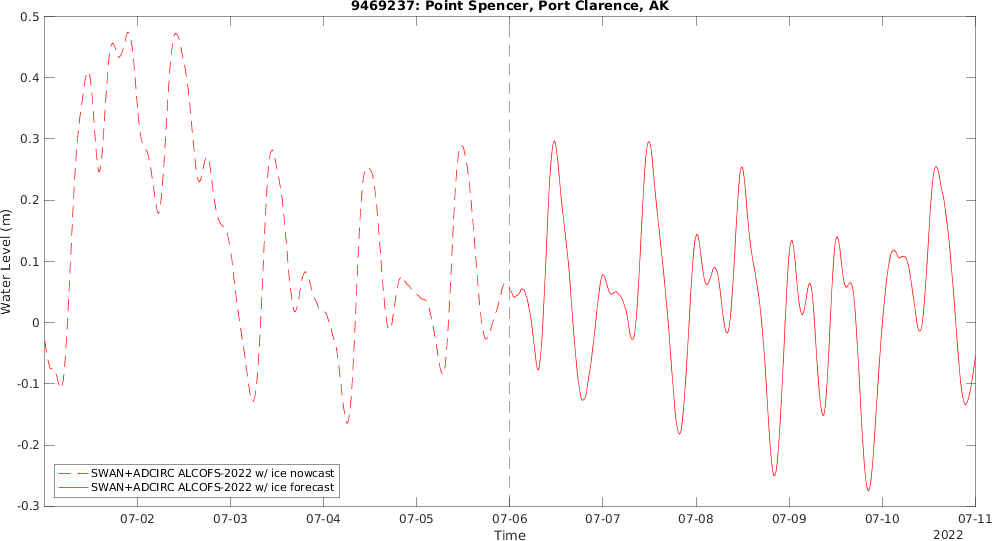 9469237: Point Spencer, Port Clarence, AK
0.5
0.4
0.3
0.2
0.1
0
-0.1
-0.2
-0.3
Water Level (m)
SWAN+ADCIRC ALCOFS-2022 w/ ice nowcast
SWAN+ADCIRC ALCOFS-2022 w/ ice forecast
07-02 07-03 07-04 07-05 07-06 07-07 07-08 07-09 07-10 07-11
Time
2022